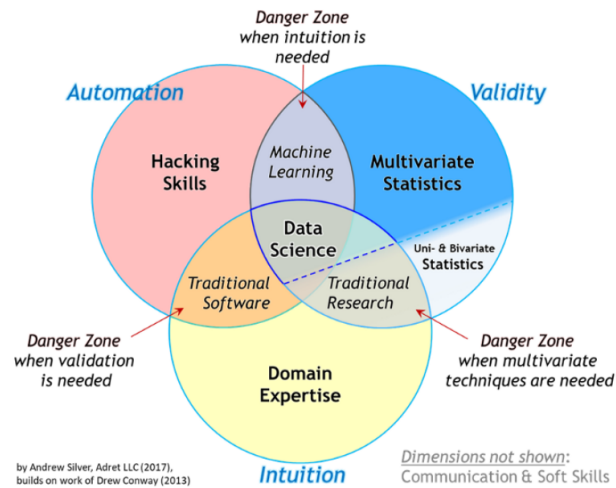 Danger Zone
when intuition is
needed
Automation
Validity
Hacking
Skills
Machine
Learning
Multivariate
Statistics
Data
Science
Uni- & Bivariate
Statistics
Traditional
Software
Traditional
Research
Danger Zone
when validation
is needed
Danger Zone
when multivariate
techniques are needed
Domain
Expertise
by Andrew Silver, Adret LLC (2017),
builds on work of Drew Conway (2013)
Intuition
Dimensions not shown:
Communication & Soft Skills